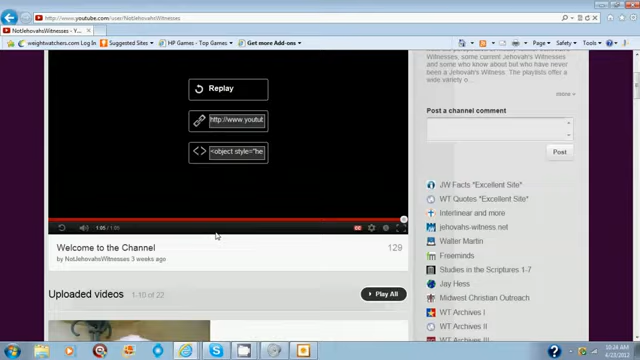 http://www.youtube.com/user/NotJehovahsWitnesses
NotJehovahsWitnesses - Y...
weightwatchers.com Log In
Suggested Sites
HP Games - Top Games
Get more Add-ons
Page
Safety
Tools
Witnesses, some current Jehovah's
Witnesses and some who know about but who have never
been a Jehovah's Witness. The playlists offer a
wide variety o...
more
Replay
http://www.youtut
<object style="he
Post a channel comment
Post
1:05 / 1:05
CC
Welcome to the Channel
129
by NotJehovahsWitnesses 3 weeks ago
Uploaded videos
1-10 of 22
Play All
JW Facts *Excellent Site*
WT Quotes *Excellent Site*
Interlinear and more
jehovahs-witness.net
Walter Martin
Freeminds
Studies in the Scriptures 1-7
Jay Hess
Midwest Christian Outreach
WT Archives I
WT Archives II
10:24 AM